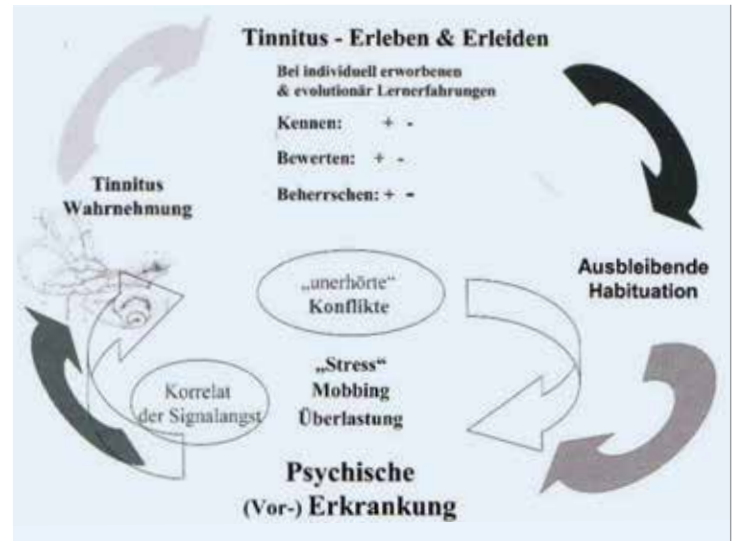 Tinnitus - Erleben & Erleiden
Bei individuell erworbenen
& evolutionär Lernerfahrungen
Kennen: + -
Bewerten: + -
Beherrschen: + -
Tinnitus
Wahrnehmung
Ausbleibende
Habituation
„unerhörte“
Konflikte
„Stress“
Mobbing
Überlastung
Korrelat
der Signalangst
Psychische
(Vor-) Erkrankung